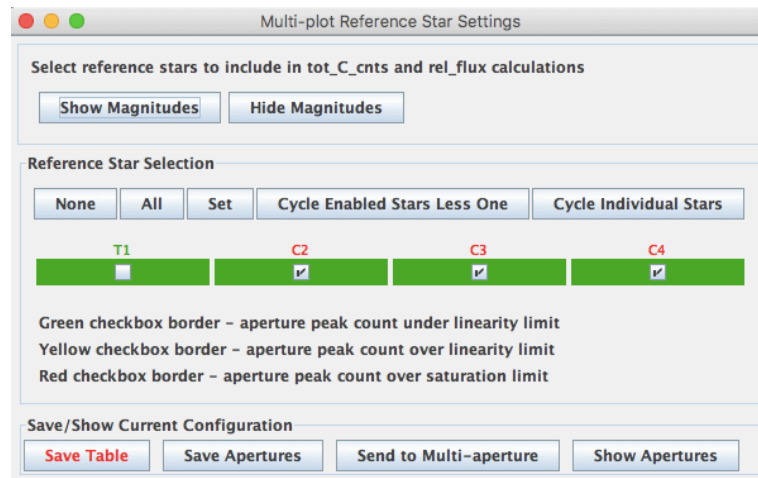 Multi-plot Reference Star Settings
Select reference stars to include in tot_C_cnts and rel_flux calculations
Show Magnitudes Hide Magnitudes
Reference Star Selection
None All Set Cycle Enabled Stars Less One Cycle Individual Stars
T1 C2 C3 C4
Green checkbox border – aperture peak count under linearity limit
Yellow checkbox border – aperture peak count over linearity limit
Red checkbox border – aperture peak count over saturation limit
Save/Show Current Configuration
Save Table Save Apertures Send to Multi-aperture Show Apertures